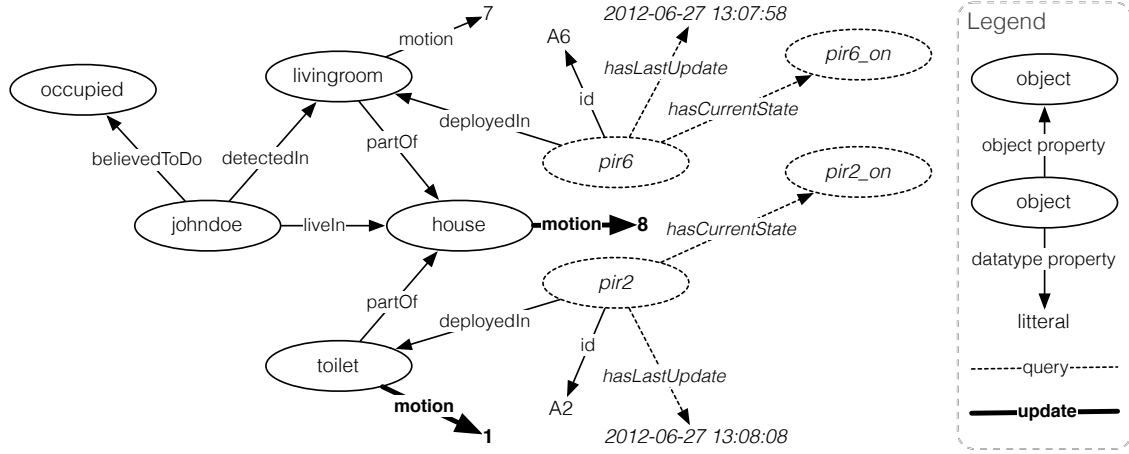 7
2012-06-27 13:07:58
Legend
motion
A6
hasLastUpdate
pir6_on
livingroom
object
occupied
id
hasCurrentState
deployedIn
partOf
object property
believedToDo
detectedIn
pir6
pir2_on
object
johndoe
liveIn
house
motion
8
hasCurrentState
datatype property
pir2
partOf
deployedIn
litteral
id
toilet
hasLastUpdate
query
motion
A2
update
1
2012-06-27 13:08:08